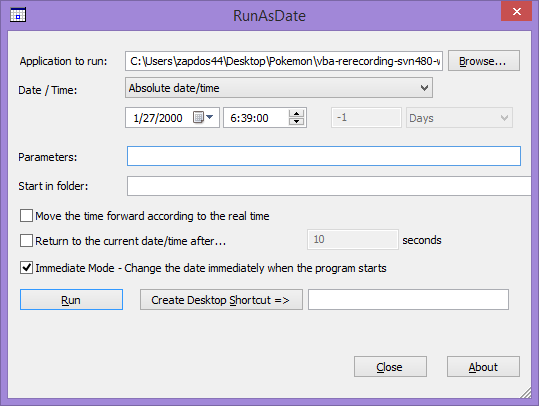 RunAsDate
Application to run: C:\Users\zapdos44\Desktop\Pokemon\vba-rerecording-svn480-w Browse...
Date / Time: Absolute date/time
1/27/2000 6:39:00 -1 Days
Parameters:
Start in folder:
Move the time forward according to the real time
Return to the current date/time after... 10 seconds
Immediate Mode - Change the date immediately when the program starts
Run Create Desktop Shortcut =>
Close About